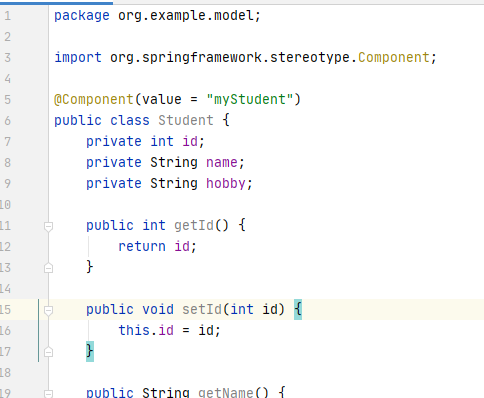 1 package org.example.model;
2
3 import org.springframework.stereotype.Component;
4
5 @Component(value = "myStudent")
6 public class Student {
7 private int id;
8 private String name;
9 private String hobby;
10
11 public int getId() {
12 return id;
13 }
14
15 public void setId(int id) {
16 this.id = id;
17 }
18
19 public String getName() {